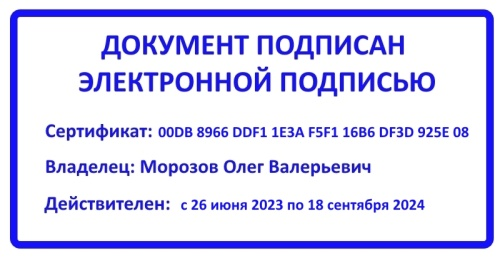 ДОКУМЕНТ ПОДПИСАН
ЭЛЕКТРОННОЙ ПОДПИСЬЮ
Сертификат: 00DB 8966 DDF1 1E3A F5F1 16B6 DF3D 925E 08
Владелец: Морозов Олег Валерьевич
Действителен: с 26 июня 2023 по 18 сентября 2024